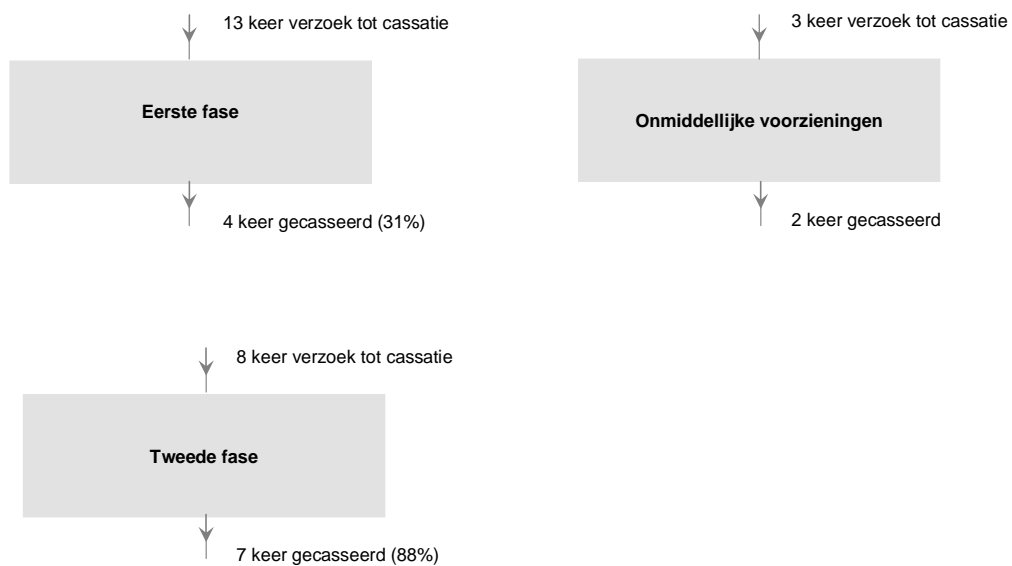 13 keer verzoek tot cassatie
Eerste fase
4 keer gecasseerd (31%)
3 keer verzoek tot cassatie
Onmiddellijke voorzieningen
2 keer gecasseerd
8 keer verzoek tot cassatie
Tweede fase
7 keer gecasseerd (88%)